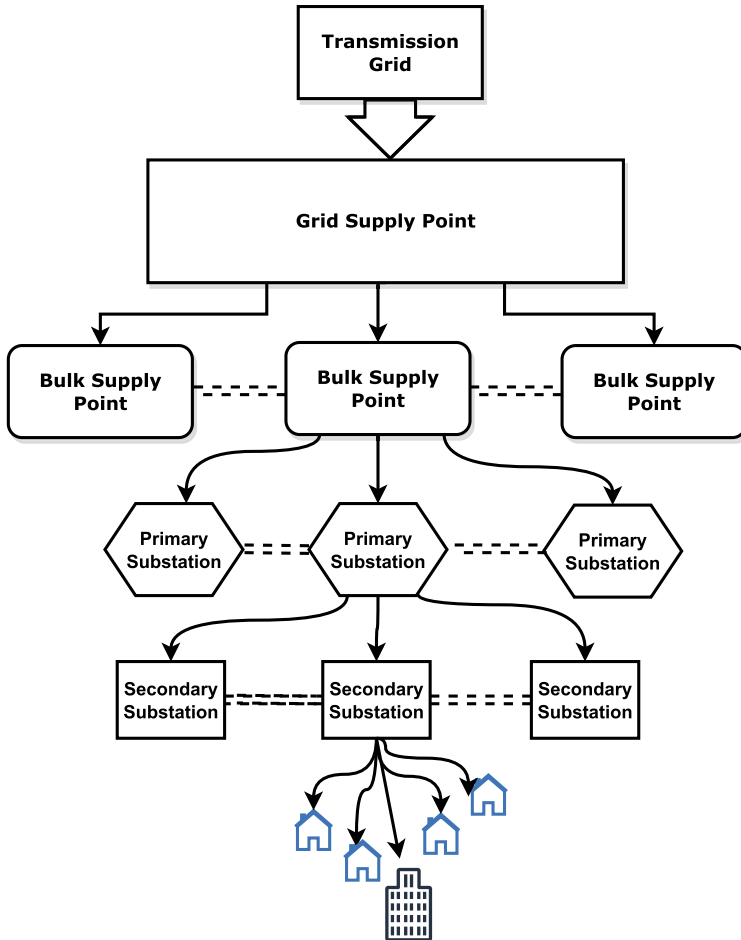 Transmission
Grid
Grid Supply Point
Bulk Supply
Point
Bulk Supply
Point
Bulk Supply
Point
Primary
Substation
Primary
Substation
Primary
Substation
Secondary
Substation
Secondary
Substation
Secondary
Substation